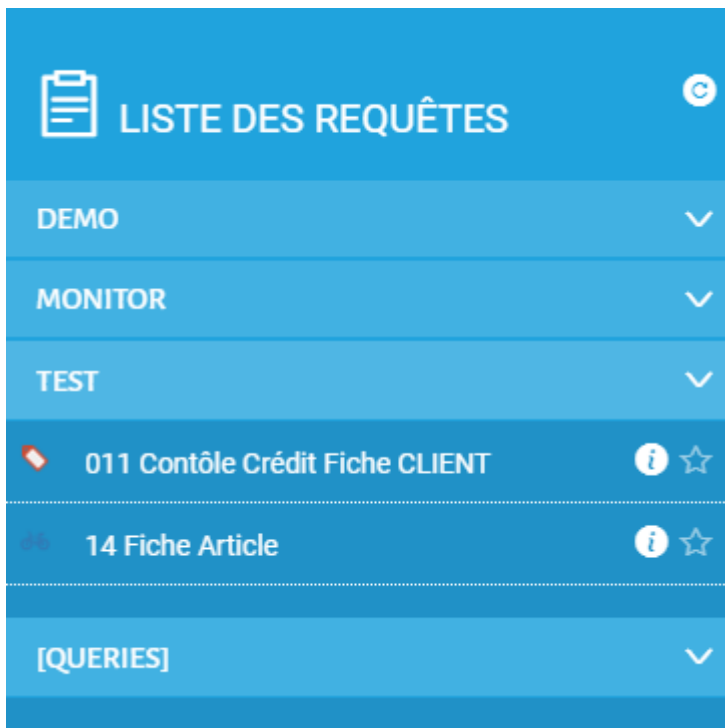 LISTE DES REQUÊTES
DEMO
MONITOR
TEST
011 Contôle Crédit Fiche CLIENT
14 Fiche Article
[QUERIES]